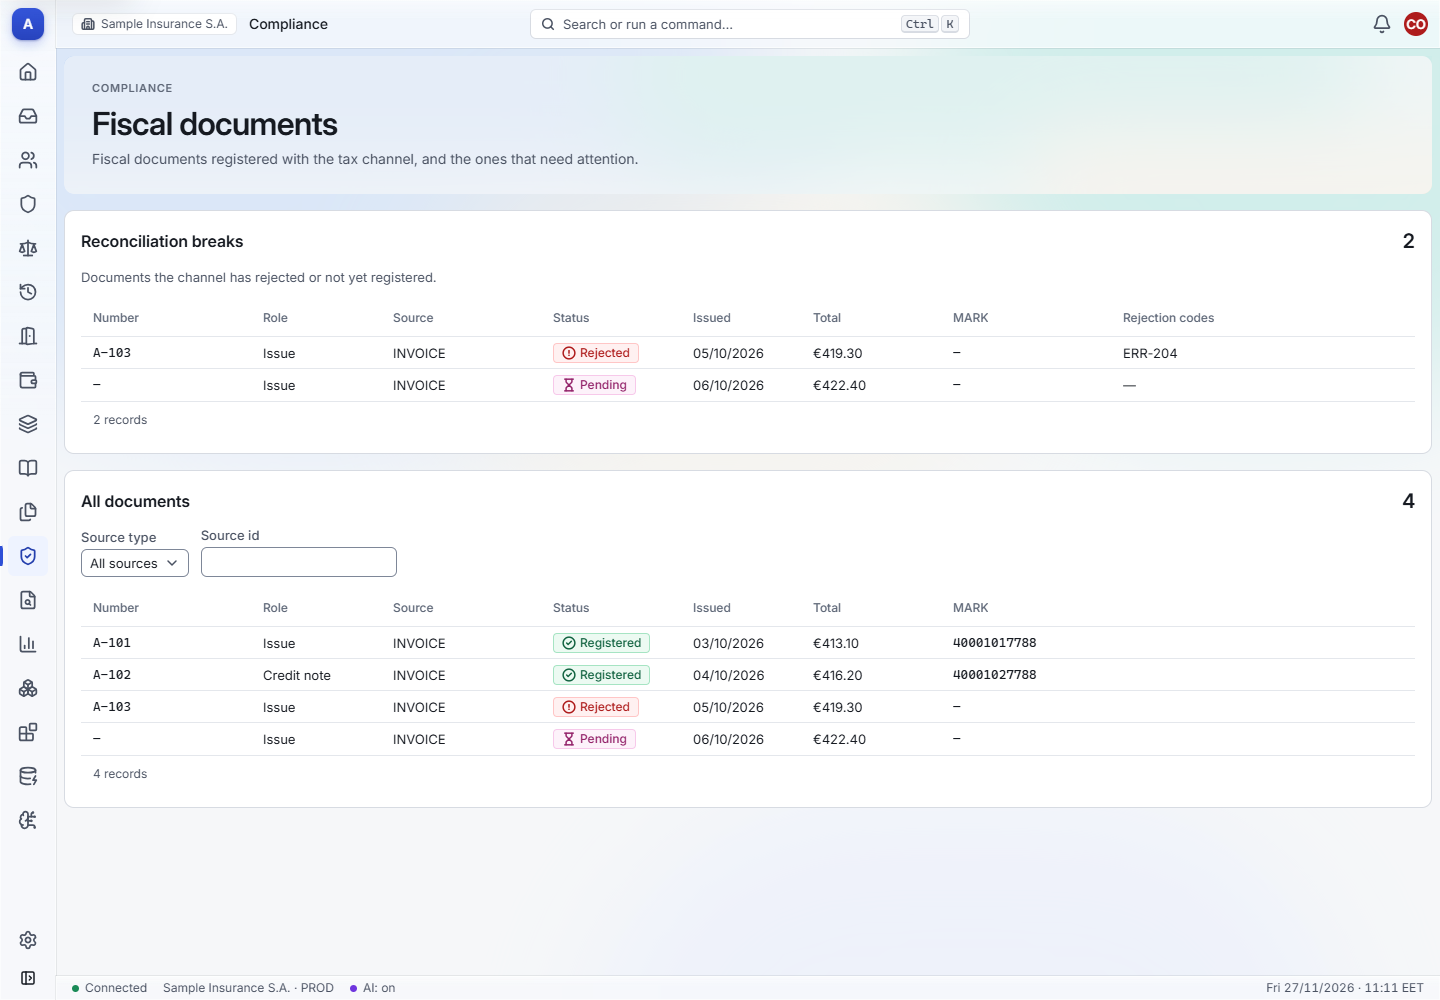 A
Sample Insurance S.A. Compliance Search or run a command... Ctrl K CO
COMPLIANCE
Fiscal documents
Fiscal documents registered with the tax channel, and the ones that need attention.
Reconciliation breaks 2
Documents the channel has rejected or not yet registered.
Number Role Source Status Issued Total MARK Rejection codes
A-103 Issue INVOICE Rejected 05/10/2026 €419.30 – ERR-204
– Issue INVOICE Pending 06/10/2026 €422.40 – —
2 records
All documents 4
Source type Source id
All sources
Number Role Source Status Issued Total MARK
A-101 Issue INVOICE Registered 03/10/2026 €413.10 40001017788
A-102 Credit note INVOICE Registered 04/10/2026 €416.20 40001027788
A-103 Issue INVOICE Rejected 05/10/2026 €419.30 –
– Issue INVOICE Pending 06/10/2026 €422.40 –
4 records
Connected Sample Insurance S.A. · PROD AI: on Fri 27/11/2026 · 11:11 EET